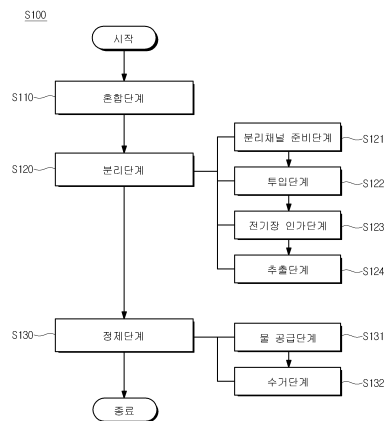 S100
시작
S110
혼합단계
S120
분리단계
분리채널 준비단계
S121
투입단계
S122
전기장 인가단계
S123
추출단계
S124
S130
정제단계
물 공급단계
S131
수거단계
S132
종료